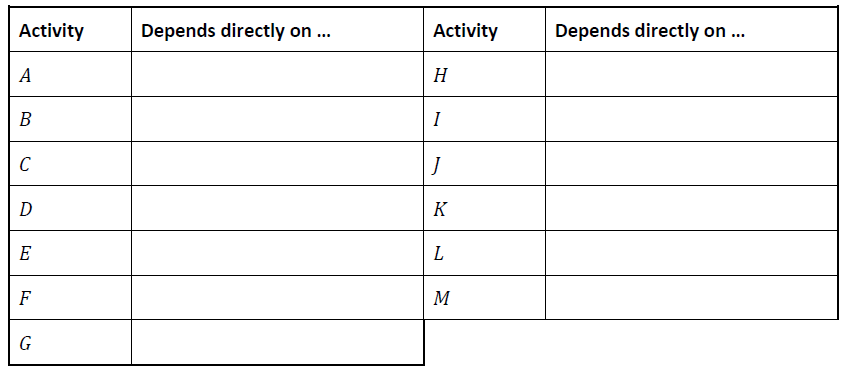 Activity Depends directly on ... Activity Depends directly on ...
A H
B I
C J
D K
E L
F M
G